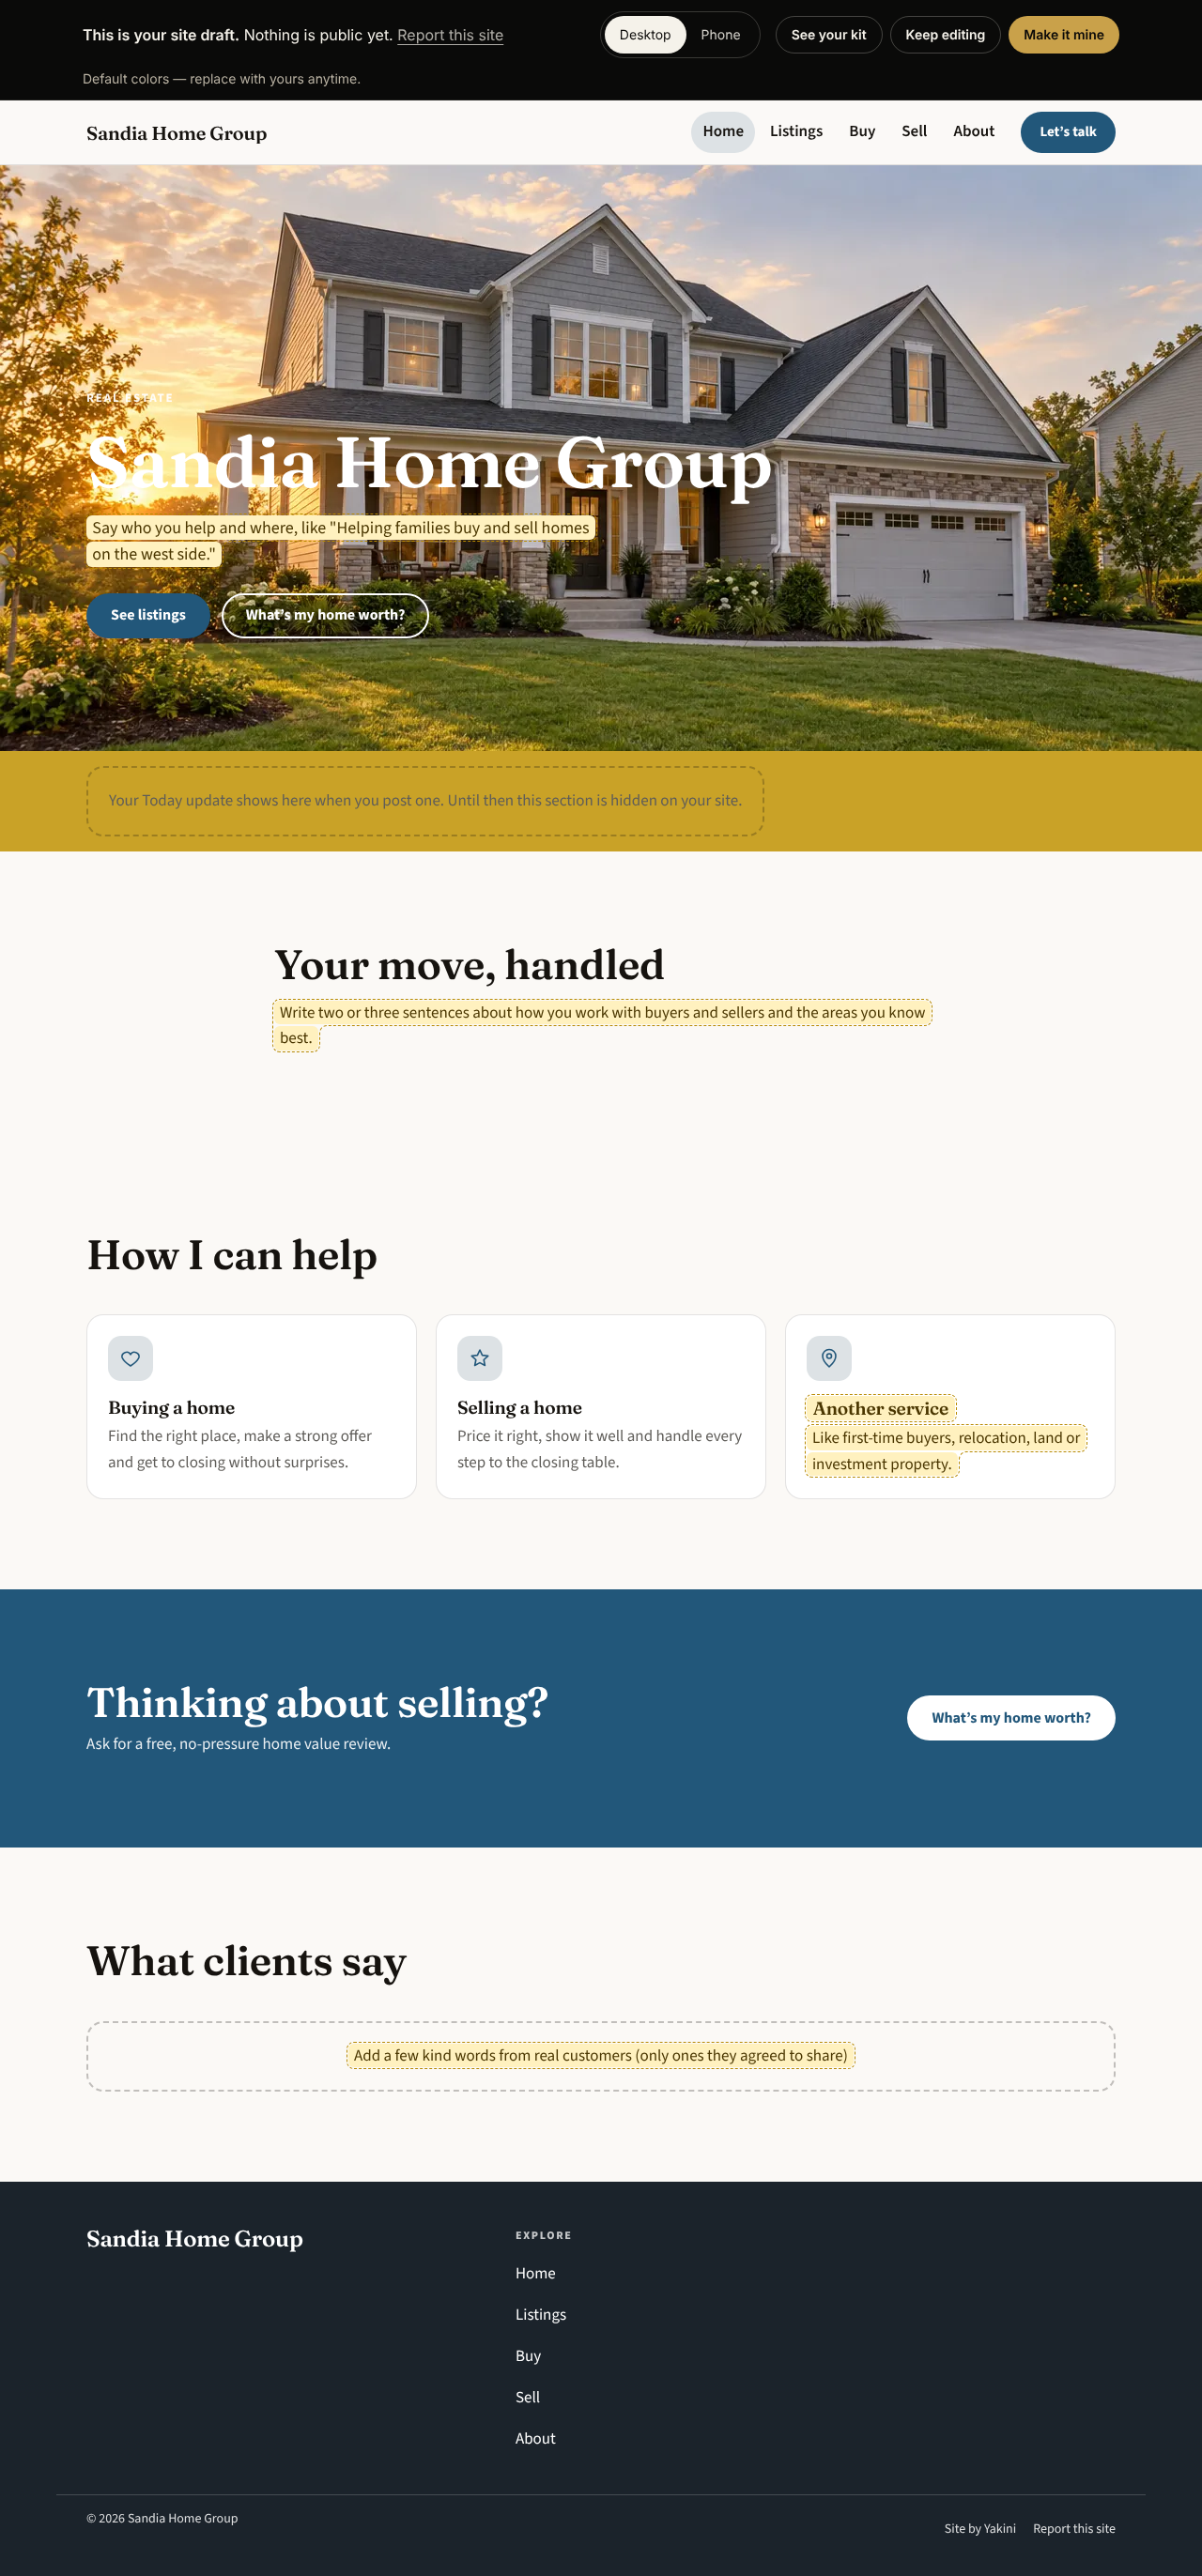 This is your site draft. Nothing is public yet. Report this site
Desktop
Phone
See your kit
Keep editing
Make it mine
Default colors — replace with yours anytime.
Sandia Home Group
Home
Listings
Buy
Sell
About
Let's talk
REAL ESTATE
Sandia Home Group
Say who you help and where, like "Helping families buy and sell homes
on the west side."
See listings
What's my home worth?
Your Today update shows here when you post one. Until then this section is hidden on your site.
Your move, handled
Write two or three sentences about how you work with buyers and sellers and the areas you know
best.
How I can help
Buying a home
Find the right place, make a strong offer
and get to closing without surprises.
Selling a home
Price it right, show it well and handle every
step to the closing table.
Another service
Like first-time buyers, relocation, land or
investment property.
Thinking about selling?
Ask for a free, no-pressure home value review.
What's my home worth?
What clients say
Add a few kind words from real customers (only ones they agreed to share)
Sandia Home Group
EXPLORE
Home
Listings
Buy
Sell
About
© 2026 Sandia Home Group
Site by Yakini
Report this site